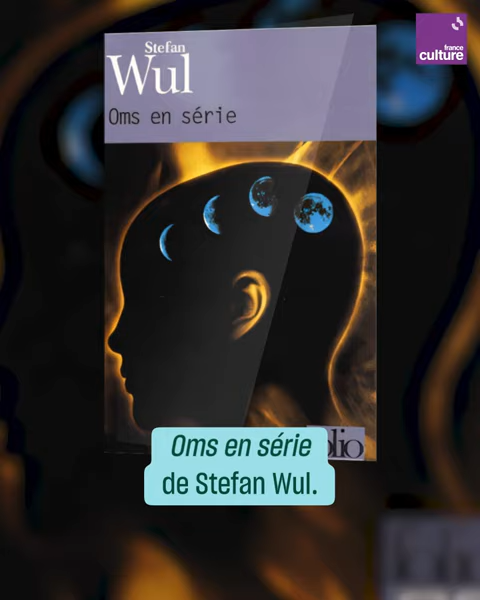 france
culture
Stefan
Wul
Oms en série
Oms en série
de Stefan Wul.